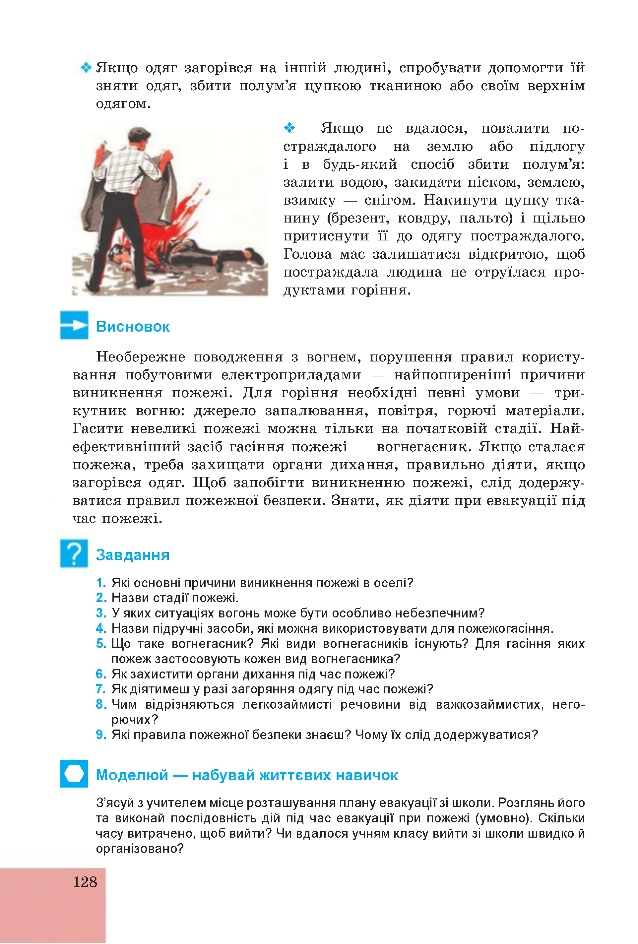 ❖ Якщо одяг загорівся на іншій людині, спробувати допомогти їй
зняти одяг, збити полум’я цупкою тканиною або своїм верхнім
одягом.
❖ Якщо не вдалося, повалити по-
страждалого на землю або підлогу
і в будь-який спосіб збити полум’я:
залити водою, закидати піском, землею,
взимку — снігом. Накинути цупку тка-
нину (брезент, ковдру, пальто) і щільно
притиснути її до одягу постраждалого.
Голова має залишатися відкритою, щоб
постраждала людина не отруїлася про-
дуктами горіння.
Висновок
Необережне поводження з вогнем, порушення правил користу-
вання побутовими електроприладами — найпоширеніші причини
виникнення пожежі. Для горіння необхідні певні умови — три-
кутник вогню: джерело запалювання, повітря, горючі матеріали.
Гасити невеликі пожежі можна тільки на початковій стадії. Най-
ефективніший засіб гасіння пожежі — вогнегасник. Якщо сталася
пожежа, треба захищати органи дихання, правильно діяти, якщо
загорівся одяг. Щоб запобігти виникненню пожежі, слід додержу-
ватися правил пожежної безпеки. Знати, як діяти при евакуації під
час пожежі.
? Завдання
1. Які основні причини виникнення пожежі в оселі?
2. Назви стадії пожежі.
3. У яких ситуаціях вогонь може бути особливо небезпечним?
4. Назви підручні засоби, які можна використовувати для пожежогасіння.
5. Що таке вогнегасник? Які види вогнегасників існують? Для гасіння яких
пожеж застосовують кожен вид вогнегасника?
6. Як захистити органи дихання під час пожежі?
7. Як діятимеш у разі загоряння одягу під час пожежі?
8. Чим відрізняються легкозаймисті речовини від важкозаймистих, него-
рючих?
9. Які правила пожежної безпеки знаєш? Чому їх слід додержуватися?
Моделюй — набувай життєвих навичок
З’ясуй з учителем місце розташування плану евакуації зі школи. Розглянь його
та виконай послідовність дій під час евакуації при пожежі (умовно). Скільки
часу витрачено, щоб вийти? Чи вдалося учням класу вийти зі школи швидко й
організовано?
128